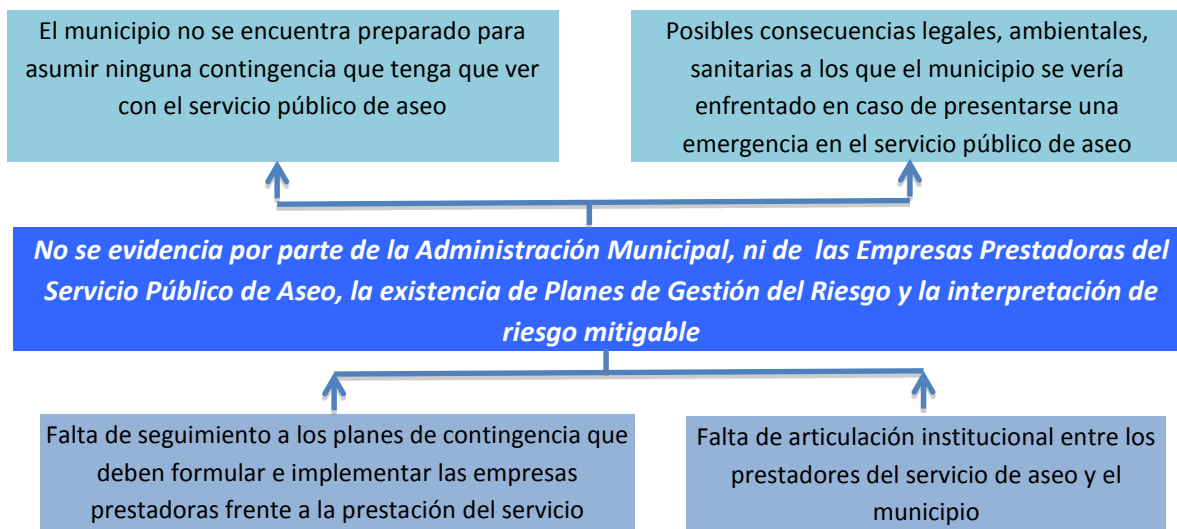 El municipio no se encuentra preparado para
asumir ninguna contingencia que tenga que ver
con el servicio público de aseo
Posibles consecuencias legales, ambientales,
sanitarias a los que el municipio se vería
enfrentado en caso de presentarse una
emergencia en el servicio público de aseo
No se evidencia por parte de la Administración Municipal, ni de las Empresas Prestadoras del
Servicio Público de Aseo, la existencia de Planes de Gestión del Riesgo y la interpretación de
riesgo mitigable
Falta de seguimiento a los planes de contingencia que
deben formular e implementar las empresas
prestadoras frente a la prestación del servicio
Falta de articulación institucional entre los
prestadores del servicio de aseo y el
municipio